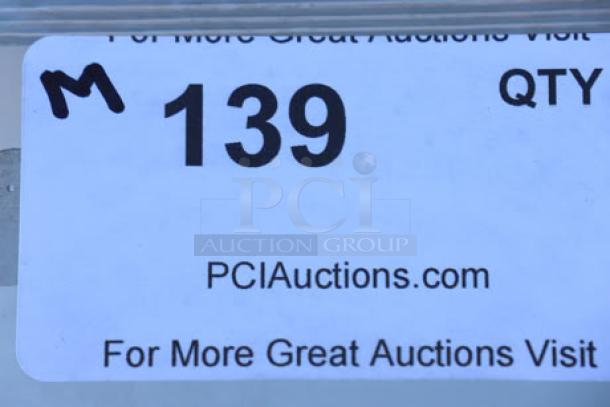 For More Great Auctions Visit
M 139 QTY
PCI
AUCTION GROUP
PCIAuctions.com
For More Great Auctions Visit